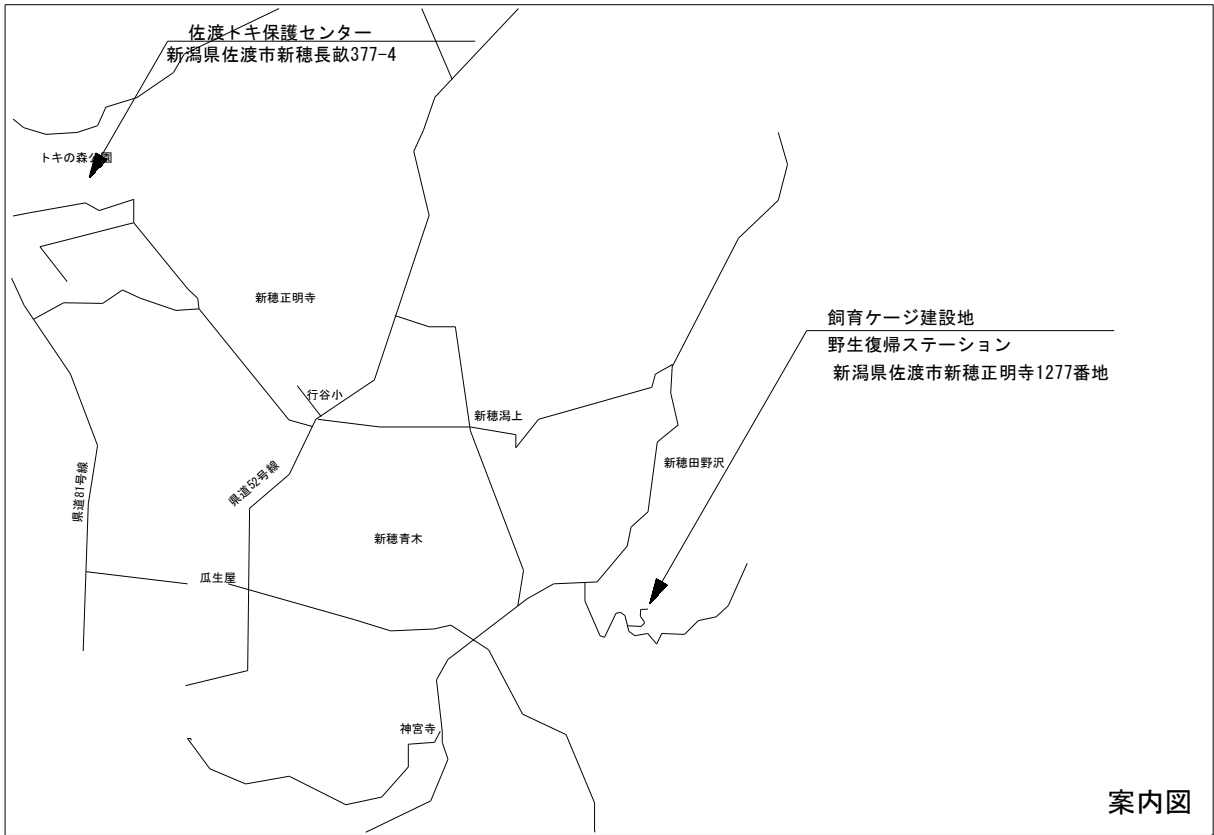 佐渡トキ保護センター
新潟県佐渡市新穂長畝377-4
トキの森公園
新穂正明寺
飼育ケージ建設地
野生復帰ステーション
新潟県佐渡市新穂正明寺1277番地
行谷小
新穂潟上
新穂田野沢
県道81号線
県道52号線
新穂青木
瓜生屋
神宮寺
案内図